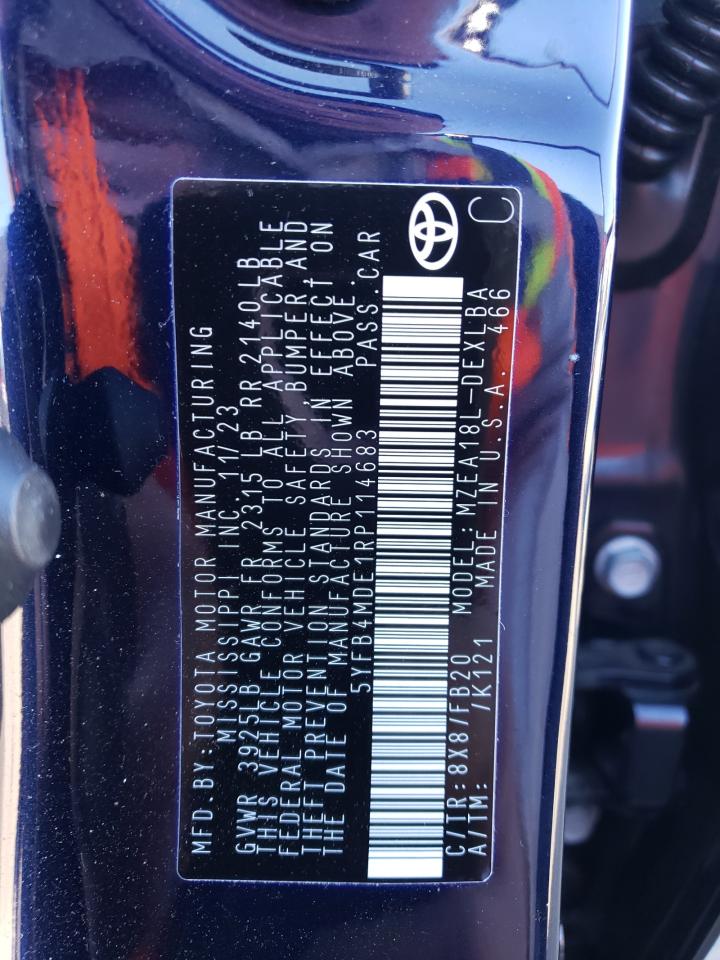 MFD. BY: TOYOTA MOTOR MANUFACTURING
MISSISSIPPI INC. 11/23
GVWR 3925LB GAWR FR 2315 LB RR 2140 LB
THIS VEHICLE CONFORMS TO ALL APPLICABLE
FEDERAL MOTOR VEHICLE SAFETY, BUMPER, AND
THEFT PREVENTION STANDARDS IN EFFECT ON
THE DATE OF MANUFACTURE SHOWN ABOVE.
5YFB4MDE1RP114683 PASS. CAR
C/TR: 8X8/FB20 MODEL: MZEA18L-DEXLBA
A/TM: /K121 MADE IN U.S.A. 466
C